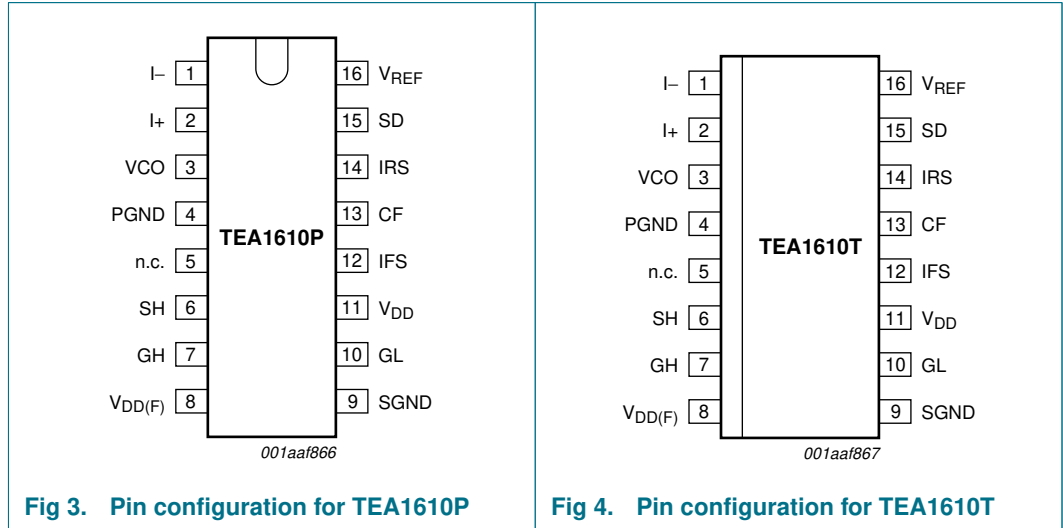 I− 1
I+ 2
VCO 3
PGND 4
n.c. 5
SH 6
GH 7
VDD(F) 8
TEA1610P
16 VREF
15 SD
14 IRS
13 CF
12 IFS
11 VDD
10 GL
9 SGND
001aaf866
Fig 3. Pin configuration for TEA1610P
I− 1
I+ 2
VCO 3
PGND 4
n.c. 5
SH 6
GH 7
VDD(F) 8
TEA1610T
16 VREF
15 SD
14 IRS
13 CF
12 IFS
11 VDD
10 GL
9 SGND
001aaf867
Fig 4. Pin configuration for TEA1610T